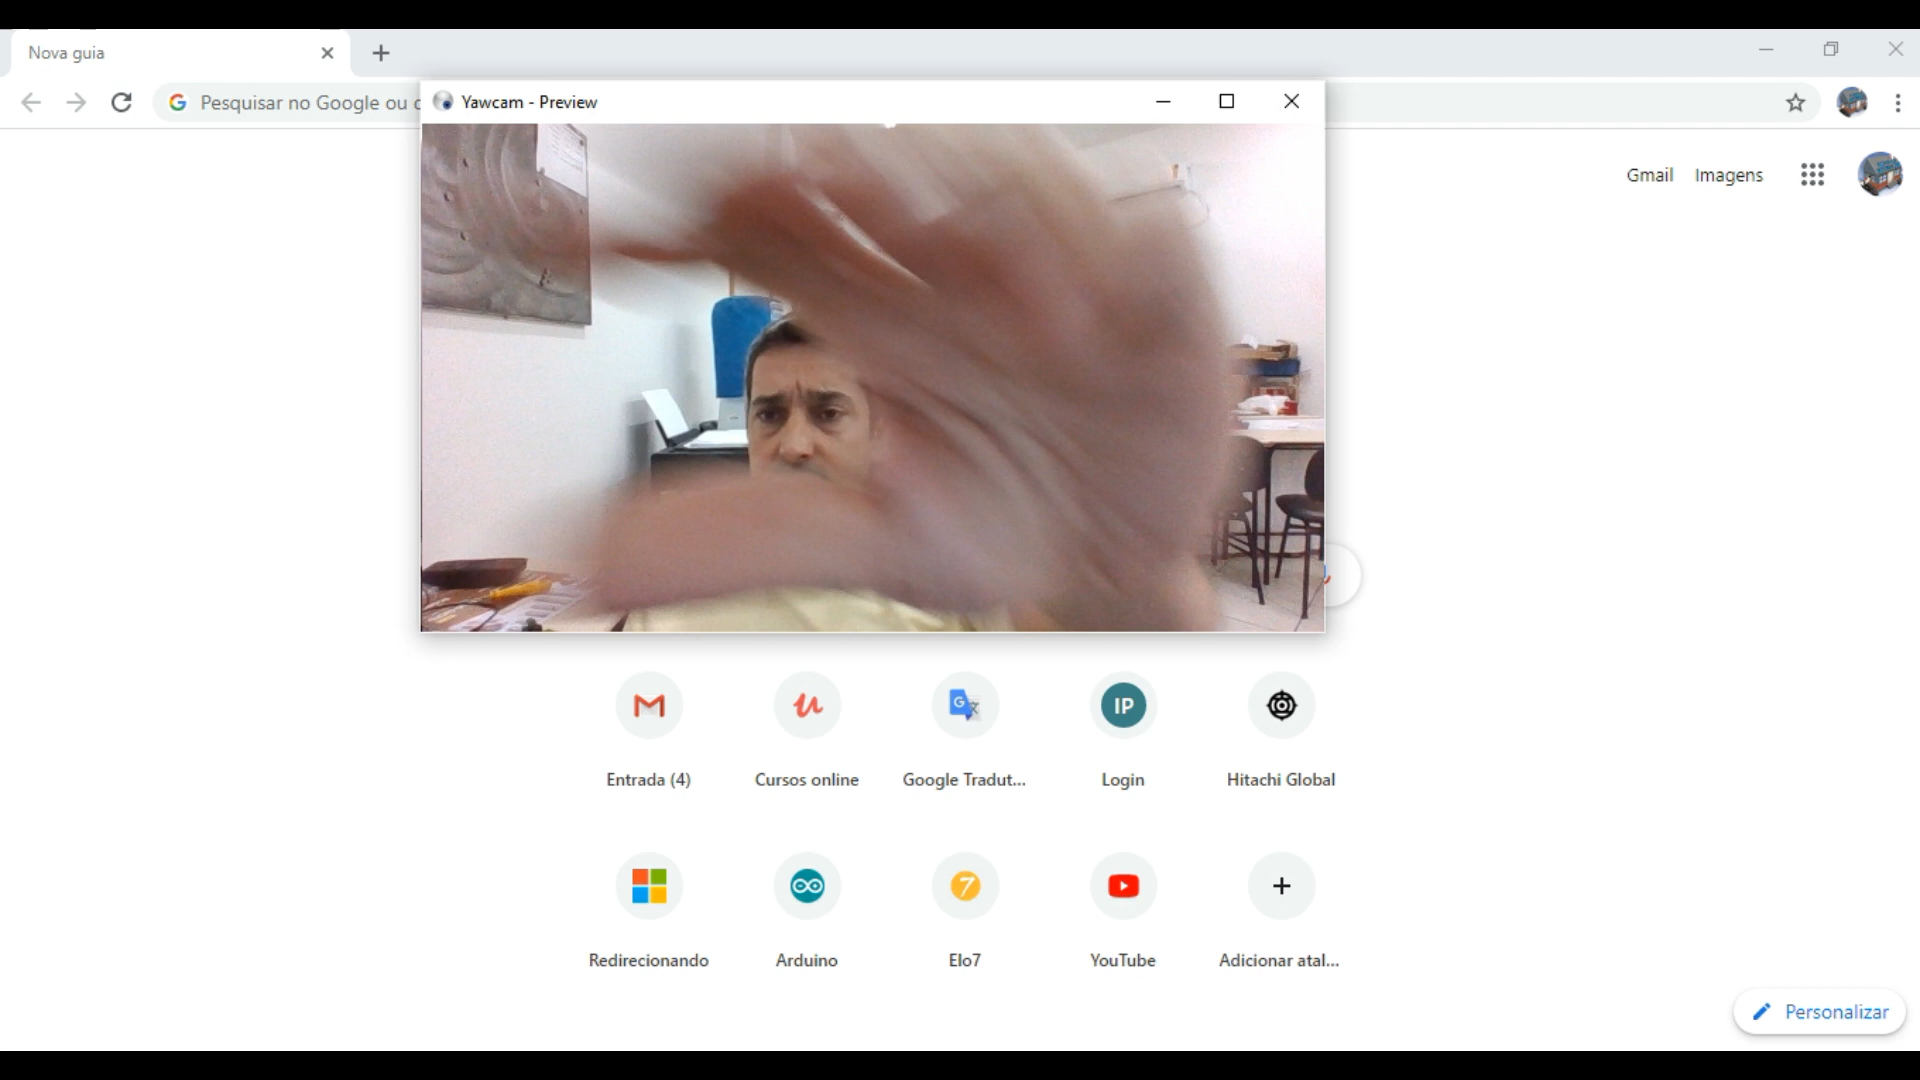 Nova guia
Pesquisar no Google ou
Yawcam - Preview
Gmail
Imagens
Entrada (4)
Cursos online
Google Tradut...
IP
Login
Hitachi Global
Redirecionando
Arduino
Elo7
YouTube
Adicionar atal...
Personalizar